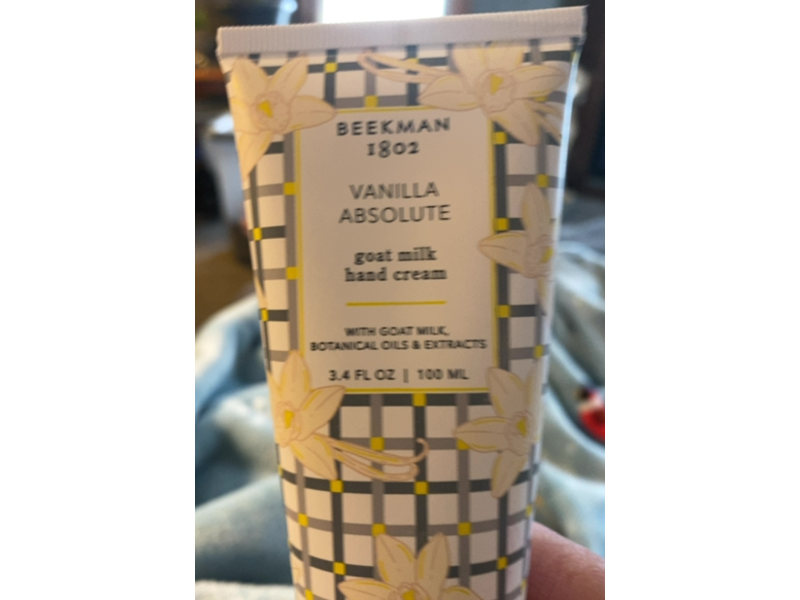 BEEKMAN
1802
VANILLA
ABSOLUTE
goat milk
hand cream
WITH GOAT MILK,
BOTANICAL OILS & EXTRACTS
3.4 FL OZ | 100 ML